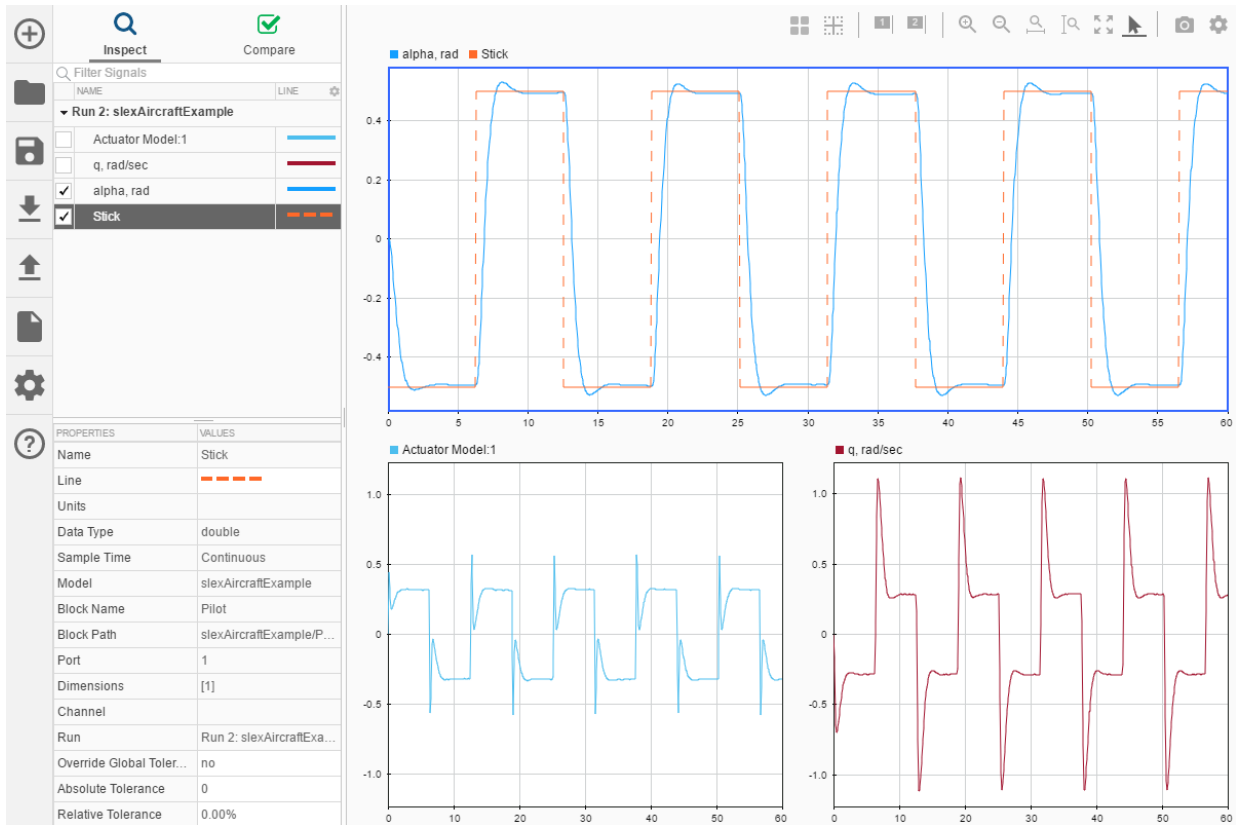 Inspect
Compare
Filter Signals
NAME LINE
Run 2: slexAircraftExample
Actuator Model:1
q, rad/sec
alpha, rad
Stick
PROPERTIES VALUES
Name Stick
Line
Units
Data Type double
Sample Time Continuous
Model slexAircraftExample
Block Name Pilot
Block Path slexAircraftExample/P...
Port 1
Dimensions [1]
Channel
Run Run 2: slexAircraftExa...
Override Global Toler... no
Absolute Tolerance 0
Relative Tolerance 0.00%
1 2
alpha, rad Stick
0.4
0.2
0
-0.2
-0.4
0 5 10 15 20 25 30 35 40 45 50 55 60
Actuator Model:1
1.0
0.5
0
-0.5
-1.0
0 10 20 30 40 50 60
q, rad/sec
1.0
0.5
0
-0.5
-1.0
0 10 20 30 40 50 60